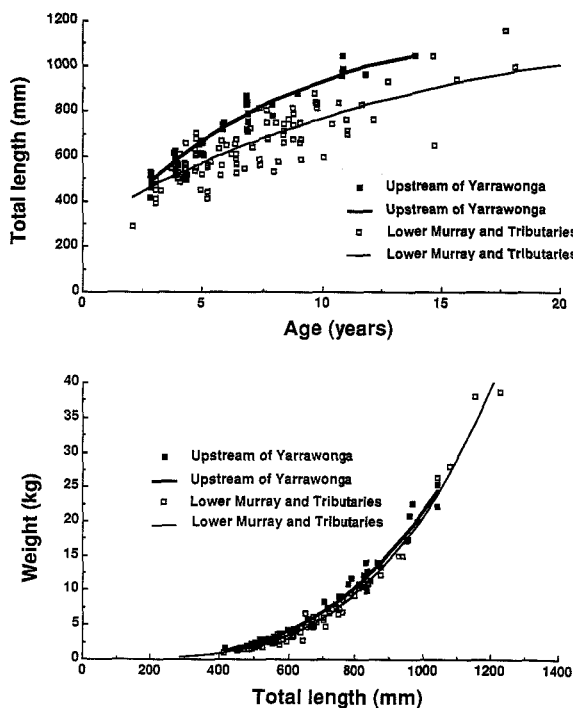 1200
1000
800
600
400
200
0
Total length (mm)
Upstream of Yarrawonga
Upstream of Yarrawonga
Lower Murray and Tributaries
Lower Murray and Tributaries
0 5 10 15 20
Age (years)
40
35
30
25
20
15
10
5
0
Weight (kg)
Upstream of Yarrawonga
Upstream of Yarrawonga
Lower Murray and Tributaries
Lower Murray and Tributaries
0 200 400 600 800 1000 1200 1400
Total length (mm)